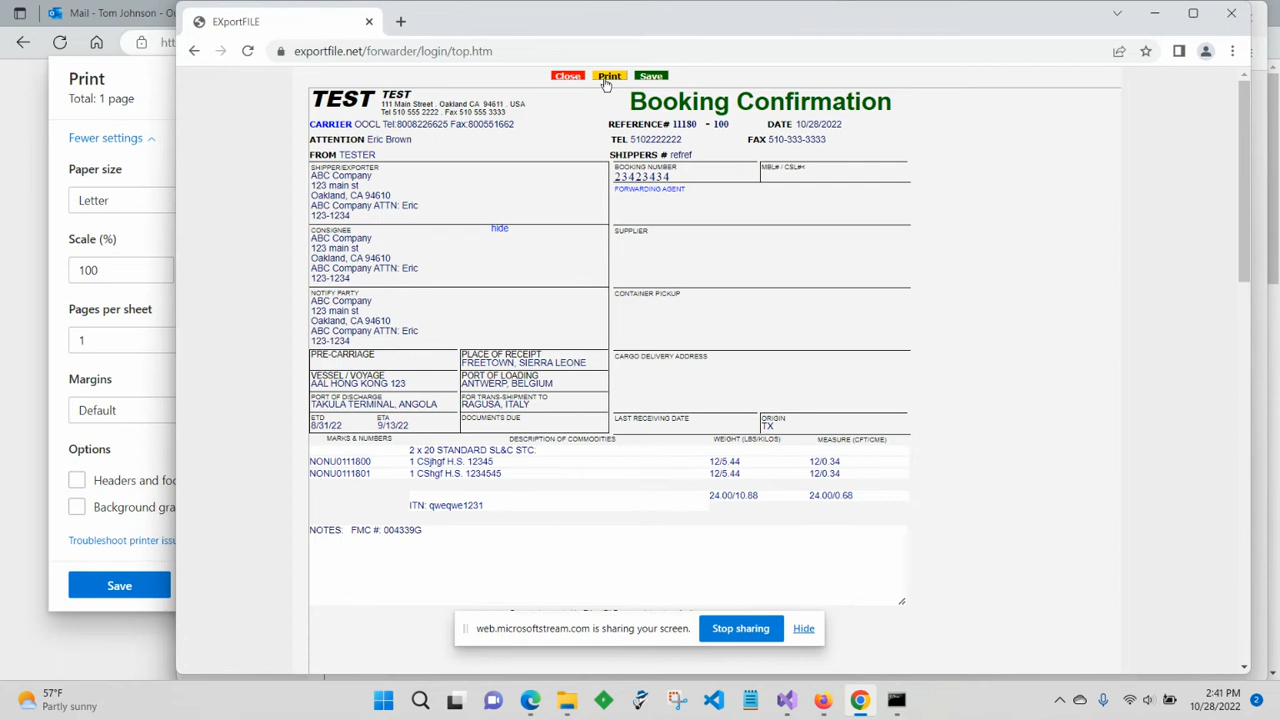 Mail - Tom Johnson - Ou
EXportFILE
exportfile.net/forwarder/login/top.htm
Print
Total: 1 page
Fewer settings
Paper size
Letter
Scale (%)
100
Pages per sheet
1
Margins
Default
Options
Headers and foo
Background gra
Troubleshoot printer issu
Save
Close Print Save
TEST TEST
111 Main Street . Oakland CA 94611 . USA
Tel 510 555 2222 . Fax 510 555 3333
Booking Confirmation
CARRIER OOCL Tel:8008226625 Fax:800551662
REFERENCE# 11180 - 100 DATE 10/28/2022
ATTENTION Eric Brown
TEL 5102222222 FAX 510-333-3333
FROM TESTER
SHIPPERS # refref
SHIPPER/EXPORTER
ABC Company
123 main st
Oakland, CA 94610
ABC Company ATTN: Eric
123-1234
BOOKING NUMBER
23423434
MBL# / CSL#<
FORWARDING AGENT
CONSIGNEE
hide
ABC Company
123 main st
Oakland, CA 94610
ABC Company ATTN: Eric
123-1234
SUPPLIER
NOTIFY PARTY
ABC Company
123 main st
Oakland, CA 94610
ABC Company ATTN: Eric
123-1234
CONTAINER PICKUP
PRE-CARRIAGE
PLACE OF RECEIPT
FREETOWN, SIERRA LEONE
CARGO DELIVERY ADDRESS
VESSEL / VOYAGE
AAL HONG KONG 123
PORT OF LOADING
ANTWERP, BELGIUM
PORT OF DISCHARGE
TAKULA TERMINAL, ANGOLA
FOR TRANS-SHIPMENT TO
RAGUSA, ITALY
ETD
8/31/22
ETA
9/13/22
DOCUMENTS DUE
LAST RECEIVING DATE
ORIGIN
TX
MARKS & NUMBERS DESCRIPTION OF COMMODITIES WEIGHT (LBS/KILOS) MEASURE (CFT/CME)
2 x 20 STANDARD SL&C STC.
NONU0111800 1 CSjhgf H.S. 12345 12/5.44 12/0.34
NONU0111801 1 CShgf H.S. 1234545 12/5.44 12/0.34
24.00/10.88 24.00/0.68
ITN: qweqwe1231
NOTES: FMC #: 004339G
web.microsoftstream.com is sharing your screen. Stop sharing Hide
57°F
Partly sunny
2:41 PM
10/28/2022
2